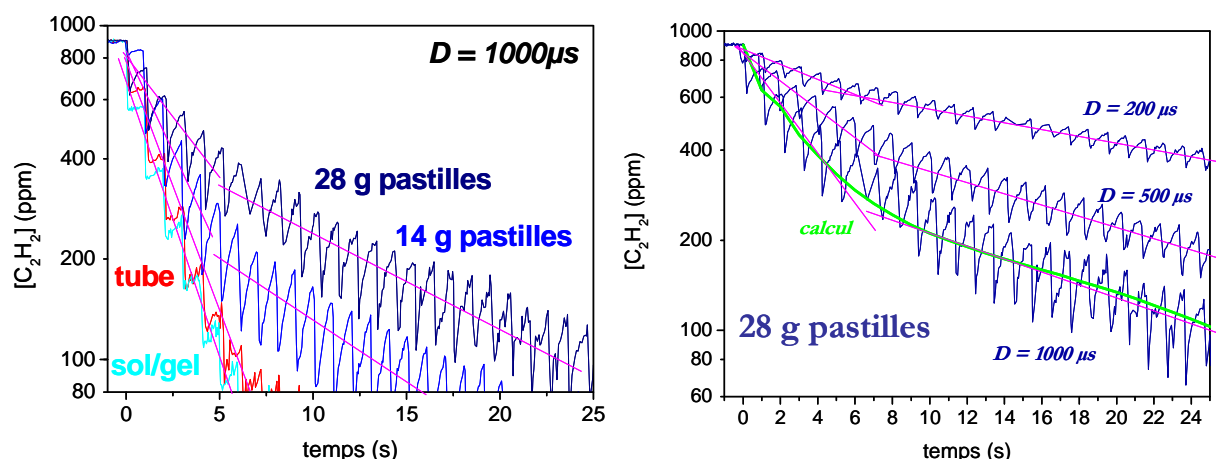 1000
800
600
400
200
100
80
[C₂H₂] (ppm)
D = 1000µs
28 g pastilles
14 g pastilles
tube
sol/gel
0 5 10 15 20 25
temps (s)
1000
800
600
400
200
100
80
60
[C₂H₂] (ppm)
D = 200 µs
D = 500 µs
calcul
28 g pastilles
D = 1000 µs
0 2 4 6 8 10 12 14 16 18 20 22 24
temps (s)